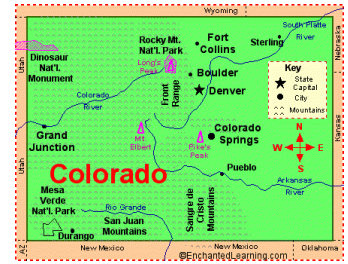 Wyoming
Nebraska
South Platte
River
Rocky Mt.
Nat'l. Park
Fort
Collins
Sterling
Utah
Dinosaur
Nat'l.
Monument
Long's
Peak
Boulder
Denver
Key
State
Capital
City
Mountains
Front
Range
Colorado
River
Grand
Junction
Mt.
Elbert
Pike's
Peak
Colorado
Springs
N
W
E
S
Kansas
Utah
Colorado
Pueblo
Arkansas
River
Mesa
Verde
Nat'l. Park
Rio Grande
San Juan
Mountains
Sangre de
Cristo
Mountains
Durango
AZ
New Mexico
New Mexico
Oklahoma
©EnchantedLearning.com